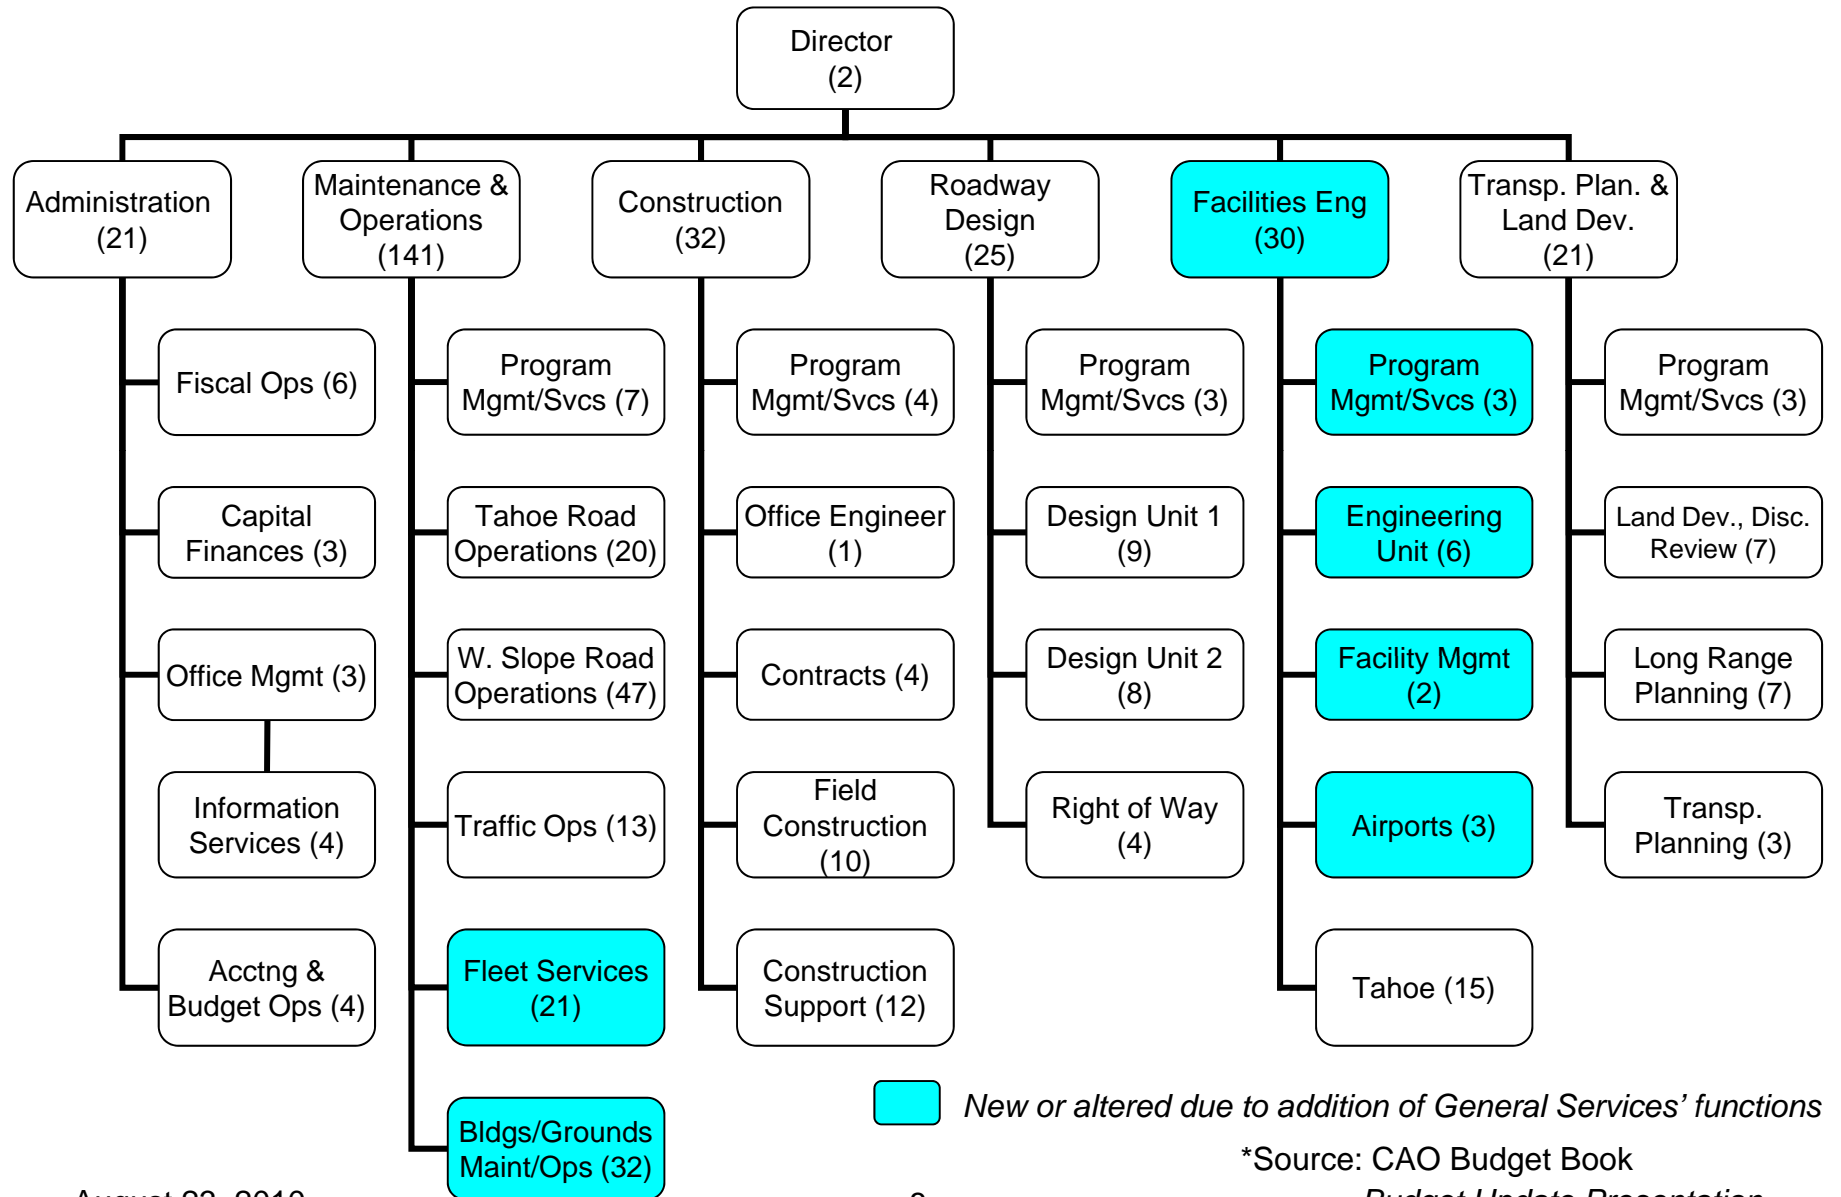 Director
(2)
Administration
(21)
Maintenance &
Operations
(141)
Construction
(32)
Roadway
Design
(25)
Facilities Eng
(30)
Transp. Plan. &
Land Dev.
(21)
Fiscal Ops (6)
Program
Mgmt/Svcs (7)
Program
Mgmt/Svcs (4)
Program
Mgmt/Svcs (3)
Program
Mgmt/Svcs (3)
Program
Mgmt/Svcs (3)
Capital
Finances (3)
Tahoe Road
Operations (20)
Office Engineer
(1)
Design Unit 1
(9)
Engineering
Unit (6)
Land Dev., Disc.
Review (7)
Office Mgmt (3)
W. Slope Road
Operations (47)
Contracts (4)
Design Unit 2
(8)
Facility Mgmt
(2)
Long Range
Planning (7)
Information
Services (4)
Traffic Ops (13)
Field
Construction
(10)
Right of Way
(4)
Airports (3)
Transp.
Planning (3)
Acctng &
Budget Ops (4)
Fleet Services
(21)
Construction
Support (12)
Tahoe (15)
Bldgs/Grounds
Maint/Ops (32)
New or altered due to addition of General Services’ functions
*Source: CAO Budget Book
Budget Update Presentation